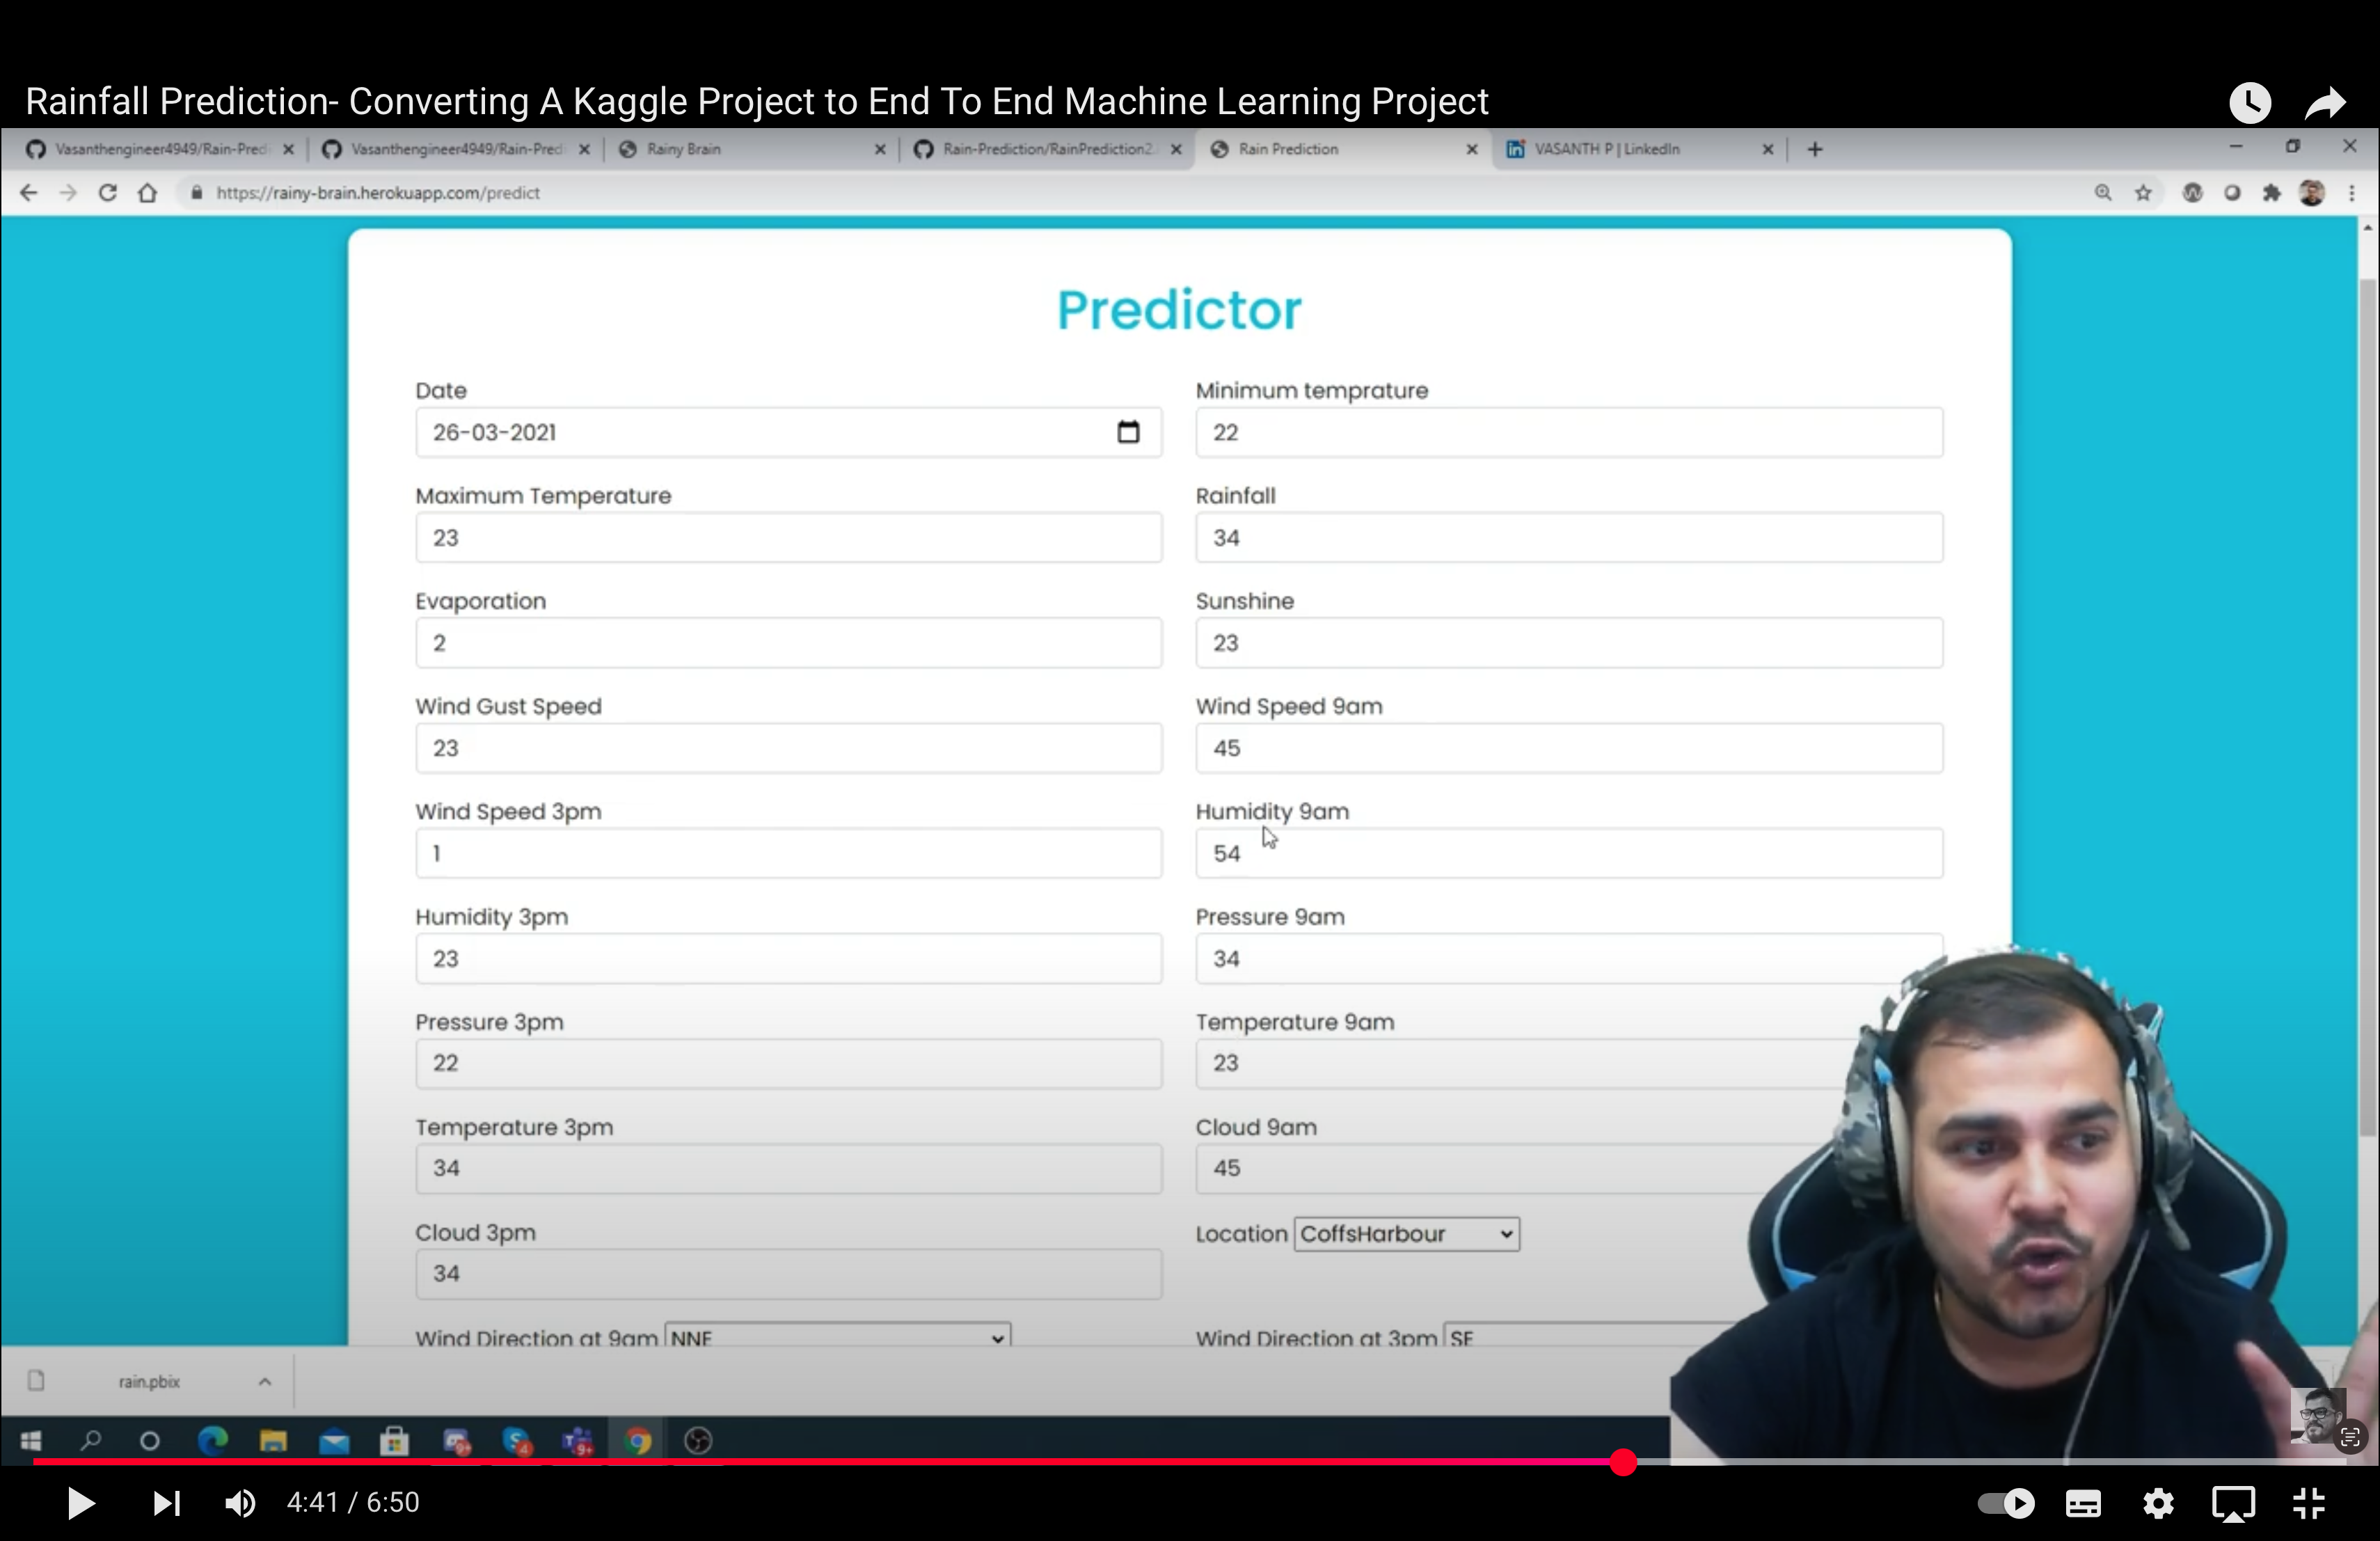 Rainfall Prediction- Converting A Kaggle Project to End To End Machine Learning Project
Vasanthengineer4949/Rain-Pred Vasanthengineer4949/Rain-Pred Rainy Brain Rain-Prediction/RainPrediction2. Rain Prediction VASANTH P | LinkedIn
https://rainy-brain.herokuapp.com/predict
Predictor
Date Minimum temprature
26-03-2021 22
Maximum Temperature Rainfall
23 34
Evaporation Sunshine
2 23
Wind Gust Speed Wind Speed 9am
23 45
Wind Speed 3pm Humidity 9am
1 54
Humidity 3pm Pressure 9am
23 34
Pressure 3pm Temperature 9am
22 23
Temperature 3pm Cloud 9am
34 45
Cloud 3pm Location CoffsHarbour
34
Wind Direction at 9am NNE Wind Direction at 3pm SE
rain.pbix
4:41 / 6:50